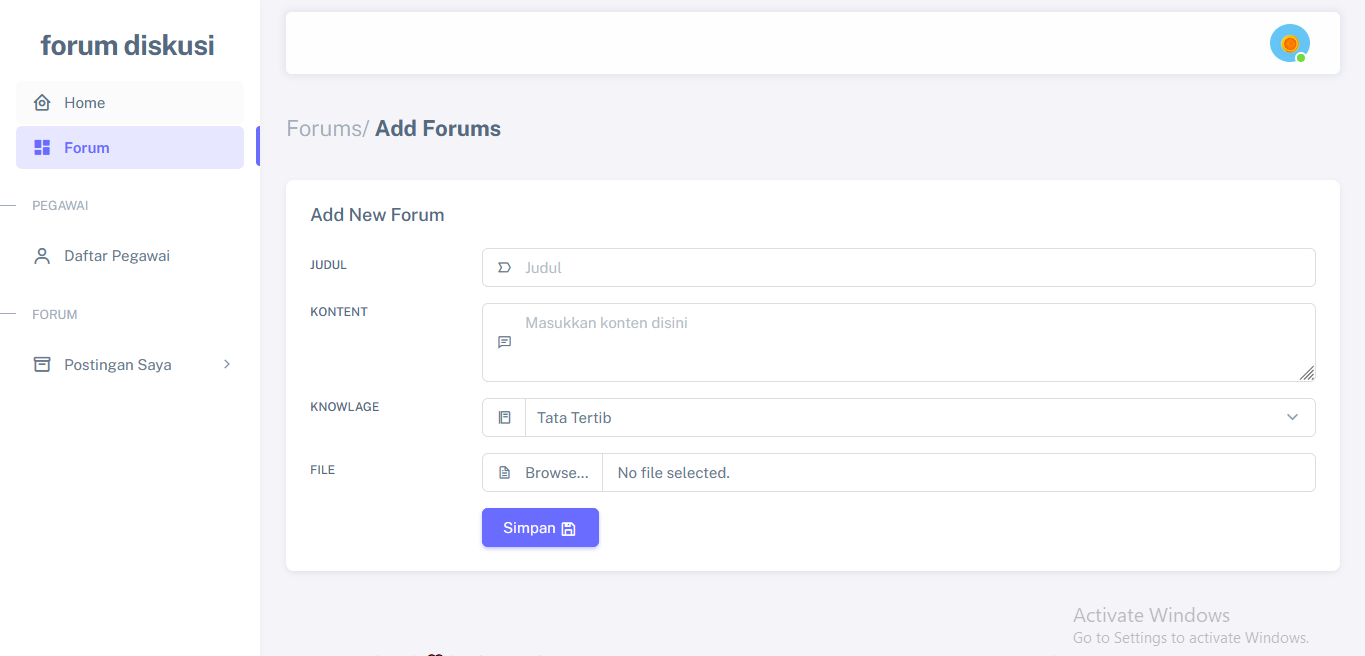 forum diskusi
Home
Forum
PEGAWAI
Daftar Pegawai
FORUM
Postingan Saya
Forums/ Add Forums
Add New Forum
JUDUL
Judul
KONTENT
Masukkan konten disini
KNOWLAGE
Tata Tertib
FILE
Browse...
No file selected.
Simpan
Activate Windows
Go to Settings to activate Windows.